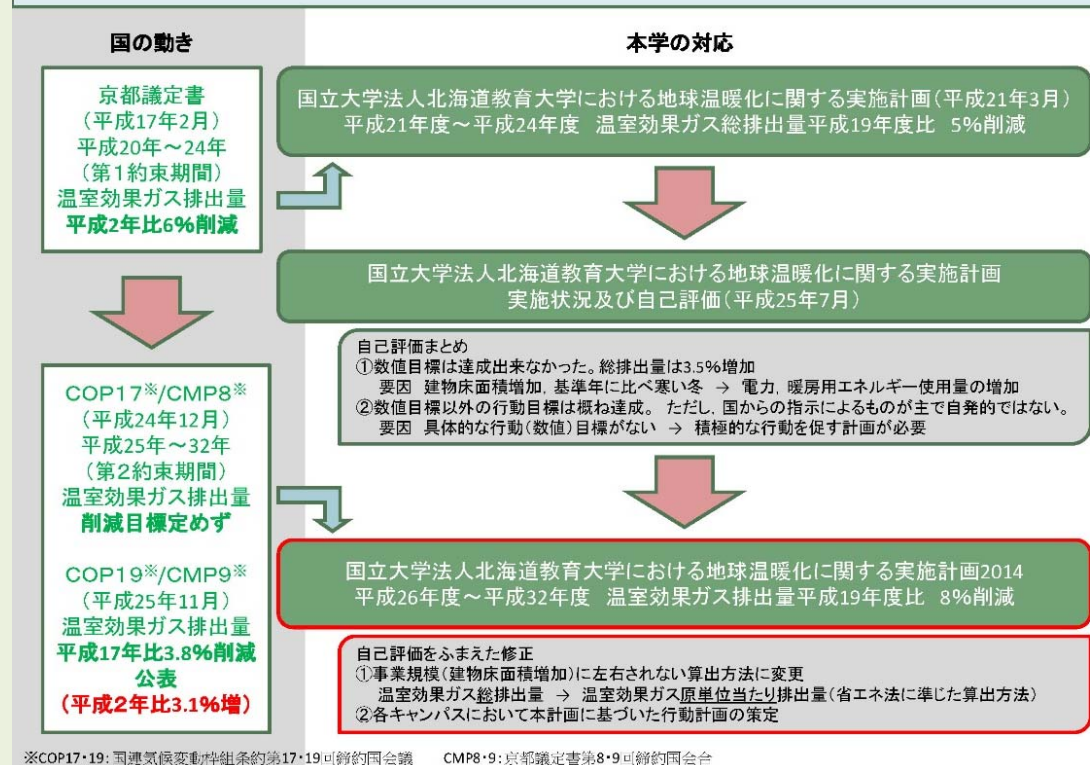 国の動き
本学の対応
京都議定書
(平成17年2月)
平成20年～24年
(第1約束期間)
温室効果ガス排出量
平成2年比6%削減
国立大学法人北海道教育大学における地球温暖化に関する実施計画(平成21年3月)
平成21年度～平成24年度 温室効果ガス総排出量平成19年度比 5%削減
国立大学法人北海道教育大学における地球温暖化に関する実施計画
実施状況及び自己評価(平成25年7月)
自己評価まとめ
①数値目標は達成出来なかった。総排出量は3.5%増加
要因 建物床面積増加，基準年に比べ寒い冬 → 電力，暖房用エネルギー使用量の増加
②数値目標以外の行動目標は概ね達成。ただし，国からの指示によるものが主で自発的ではない。
要因 具体的な行動(数値)目標がない → 積極的な行動を促す計画が必要
COP17※/CMP8※
(平成24年12月)
平成25年～32年
(第2約束期間)
温室効果ガス排出量
削減目標定めず
COP19※/CMP9※
(平成25年11月)
温室効果ガス排出量
平成17年比3.8%削減
公表
(平成2年比3.1%増)
国立大学法人北海道教育大学における地球温暖化に関する実施計画2014
平成26年度～平成32年度 温室効果ガス排出量平成19年度比 8%削減
自己評価をふまえた修正
①事業規模(建物床面積増加)に左右されない算出方法に変更
温室効果ガス総排出量 → 温室効果ガス原単位当たり排出量(省エネ法に準じた算出方法)
②各キャンパスにおいて本計画に基づいた行動計画の策定
※COP17・19：国連気候変動枠組条約第17・19回締約国会議 CMP8・9：京都議定書第8・9回締約国会合